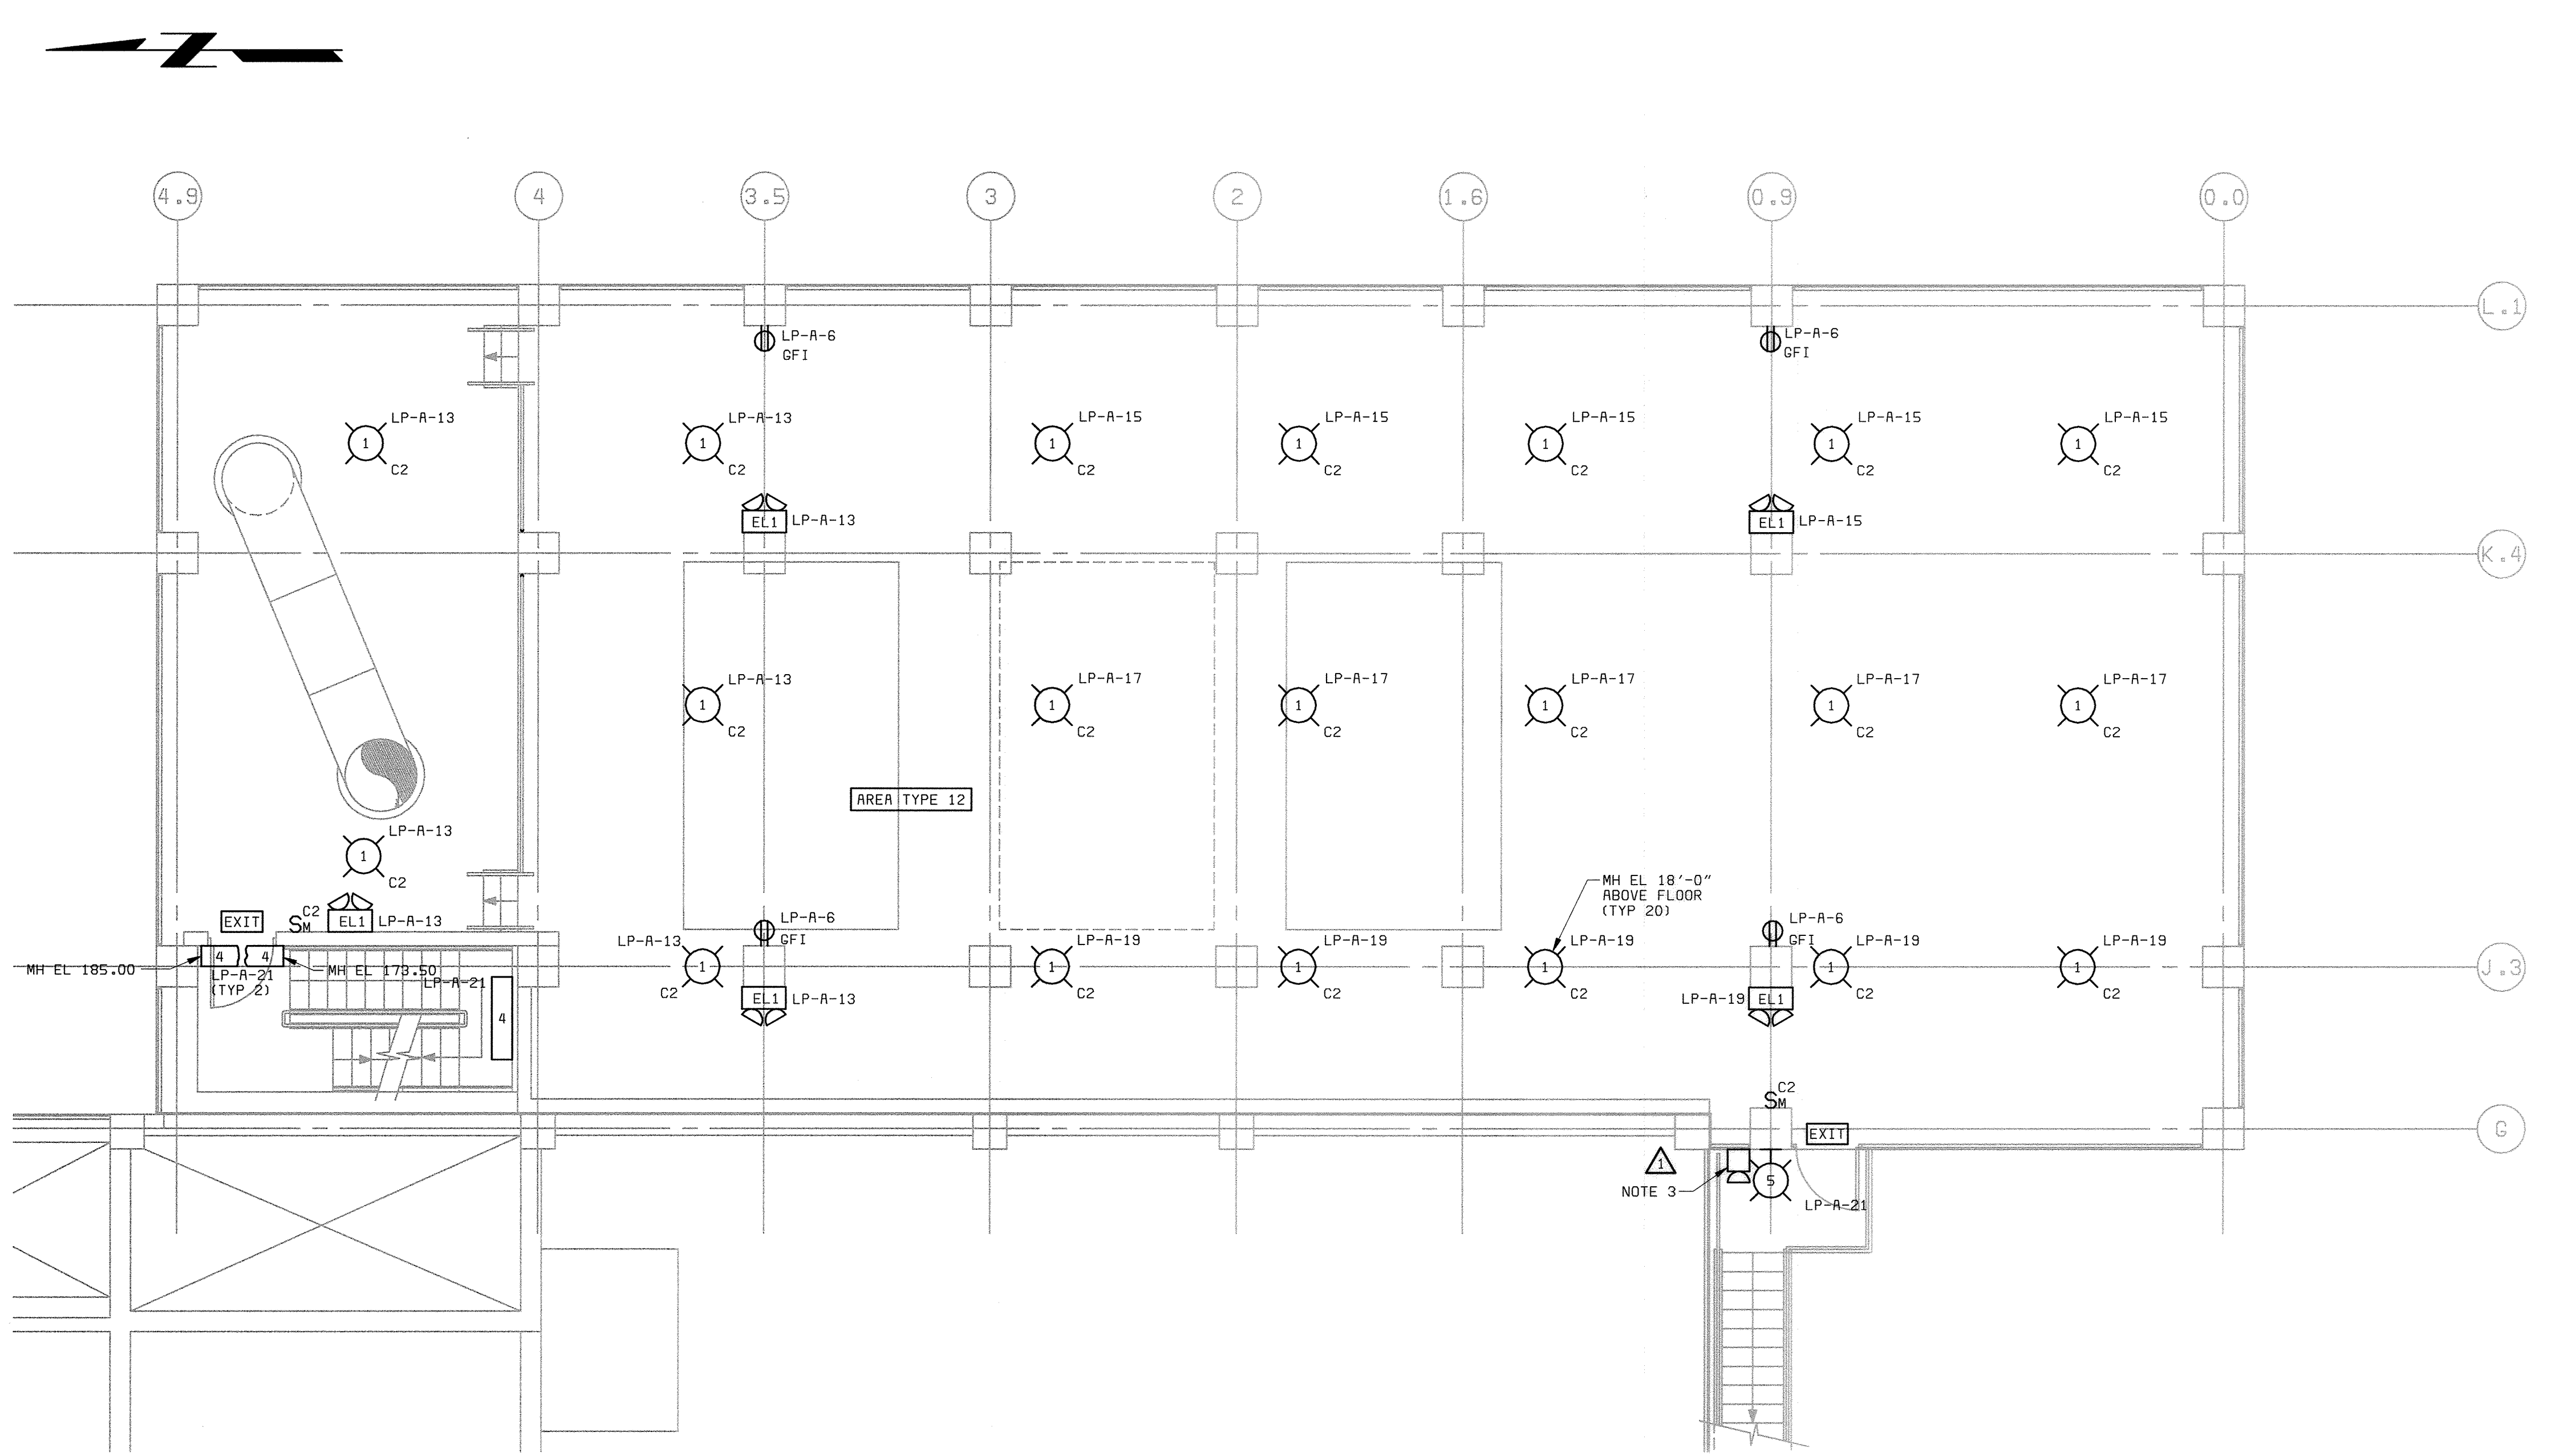 N
4.9
4
3.5
3
2
1.6
0.9
0.0
L.1
LP-A-6
GFI
LP-A-6
GFI
LP-A-13
1
C2
LP-A-13
1
C2
LP-A-15
1
C2
LP-A-15
1
C2
LP-A-15
1
C2
LP-A-15
1
C2
LP-A-15
1
C2
EL1 LP-A-13
EL1 LP-A-15
K.4
LP-A-13
1
C2
LP-A-17
1
C2
LP-A-17
1
C2
LP-A-17
1
C2
LP-A-17
1
C2
LP-A-17
1
C2
AREA TYPE 12
LP-A-13
1
C2
MH EL 18'-0"
ABOVE FLOOR
(TYP 20)
EXIT
SM C2
EL1 LP-A-13
LP-A-6
GFI
LP-A-6
GFI
LP-A-13
1
C2
LP-A-19
1
C2
LP-A-19
1
C2
LP-A-19
1
C2
LP-A-19
1
C2
LP-A-19
1
C2
J.3
MH EL 185.00
4
4
MH EL 173.50
LP-A-21
(TYP 2)
LP-A-21
4
EL1 LP-A-13
LP-A-19 EL1
SM C2
EXIT
G
1
NOTE 3
5
LP-A-21